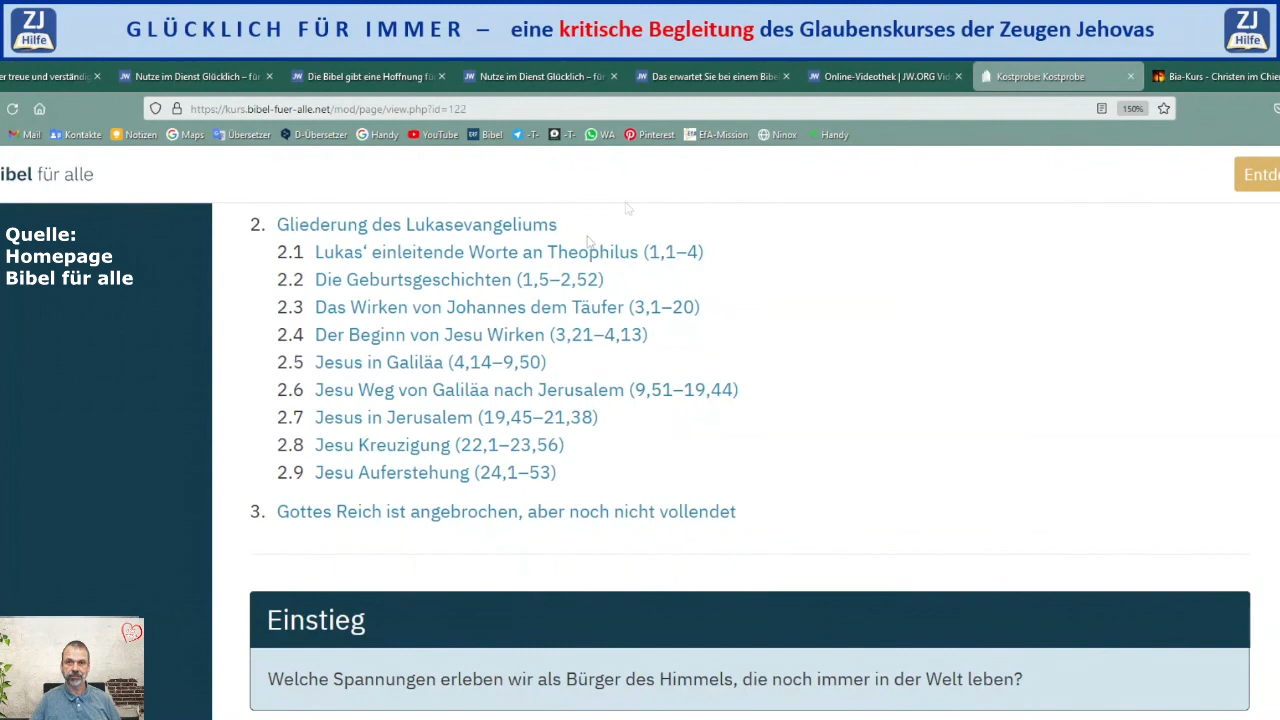 ZJ
Hilfe
GLÜCKLICH FÜR IMMER – eine kritische Begleitung des Glaubenskurses der Zeugen Jehovas
ZJ
Hilfe
er treue und verständig
Nutze im Dienst Glücklich – für
Die Bibel gibt eine Hoffnung f
Nutze im Dienst Glücklich – für
Das erwartet Sie bei einem Bibe
Online-Videothek | JW.ORG Vid
Kostprobe: Kostprobe
Bia-Kurs - Christen im Chien
https://kurs.bibel-fuer-alle.net/mod/page/view.php?id=122
150%
Mail Kontakte Notizen Maps Übersetzer D-Übersetzer Handy YouTube Bibel -T- -T- WA Pinterest EfA-Mission Ninox Handy
ibel für alle
Entd
Quelle:
Homepage
Bibel für alle
2. Gliederung des Lukasevangeliums
2.1 Lukas‘ einleitende Worte an Theophilus (1,1–4)
2.2 Die Geburtsgeschichten (1,5–2,52)
2.3 Das Wirken von Johannes dem Täufer (3,1–20)
2.4 Der Beginn von Jesu Wirken (3,21–4,13)
2.5 Jesus in Galiläa (4,14–9,50)
2.6 Jesu Weg von Galiläa nach Jerusalem (9,51–19,44)
2.7 Jesus in Jerusalem (19,45–21,38)
2.8 Jesu Kreuzigung (22,1–23,56)
2.9 Jesu Auferstehung (24,1–53)
3. Gottes Reich ist angebrochen, aber noch nicht vollendet
Einstieg
Welche Spannungen erleben wir als Bürger des Himmels, die noch immer in der Welt leben?